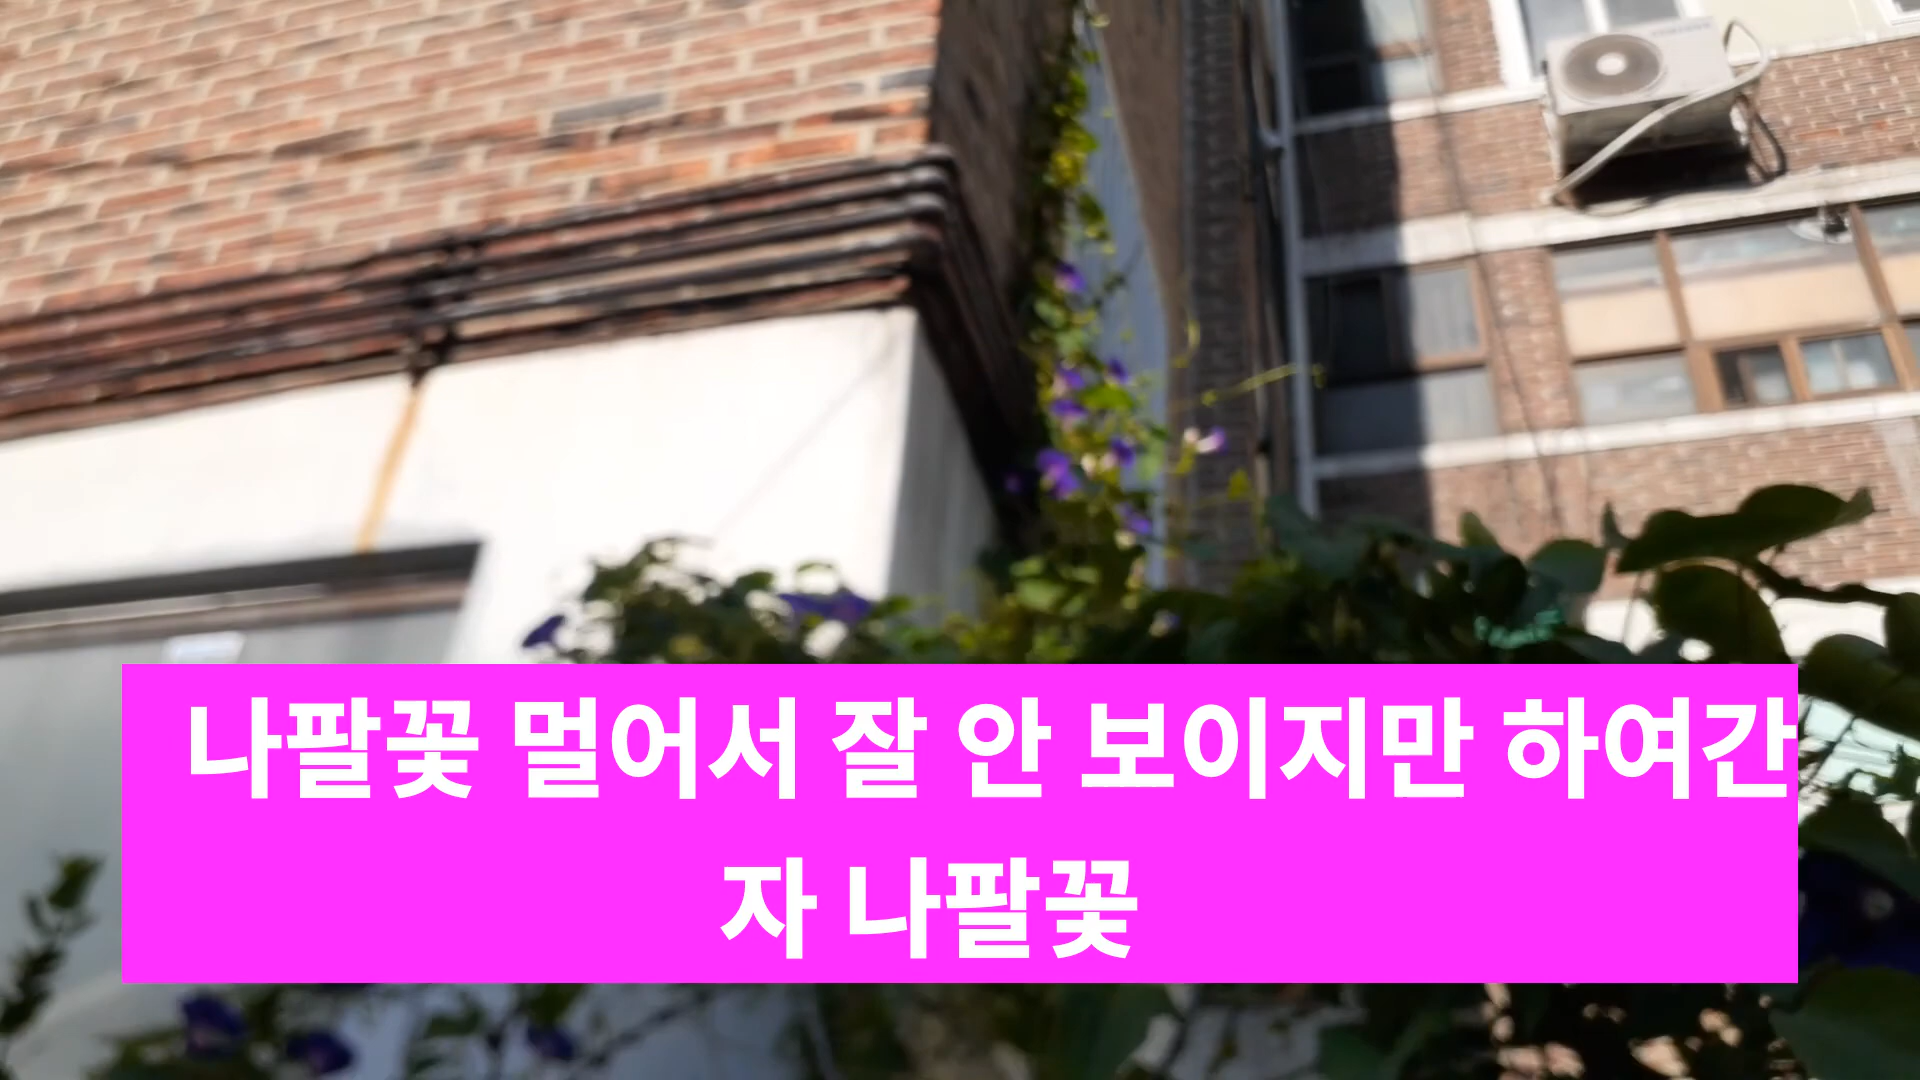 나팔꽃 멀어서 잘 안 보이지만 하여간
자 나팔꽃